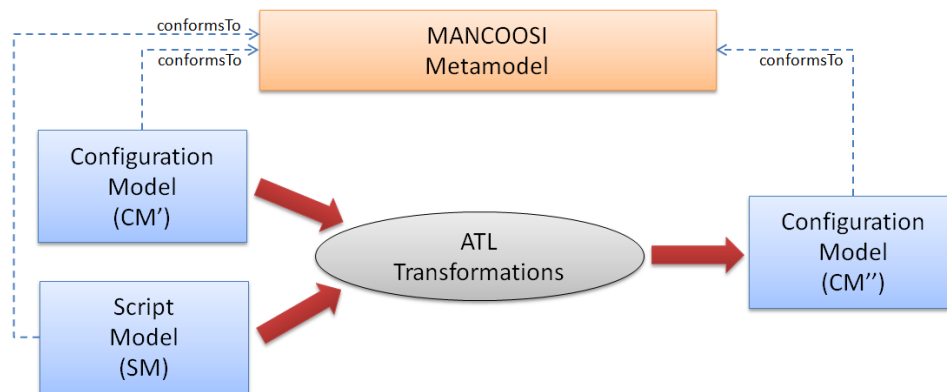 conformsTo
MANCOOSI
Metamodel
conformsTo
conformsTo
Configuration
Model
(CM')
ATL
Transformations
Configuration
Model
(CM’’)
Script
Model
(SM)